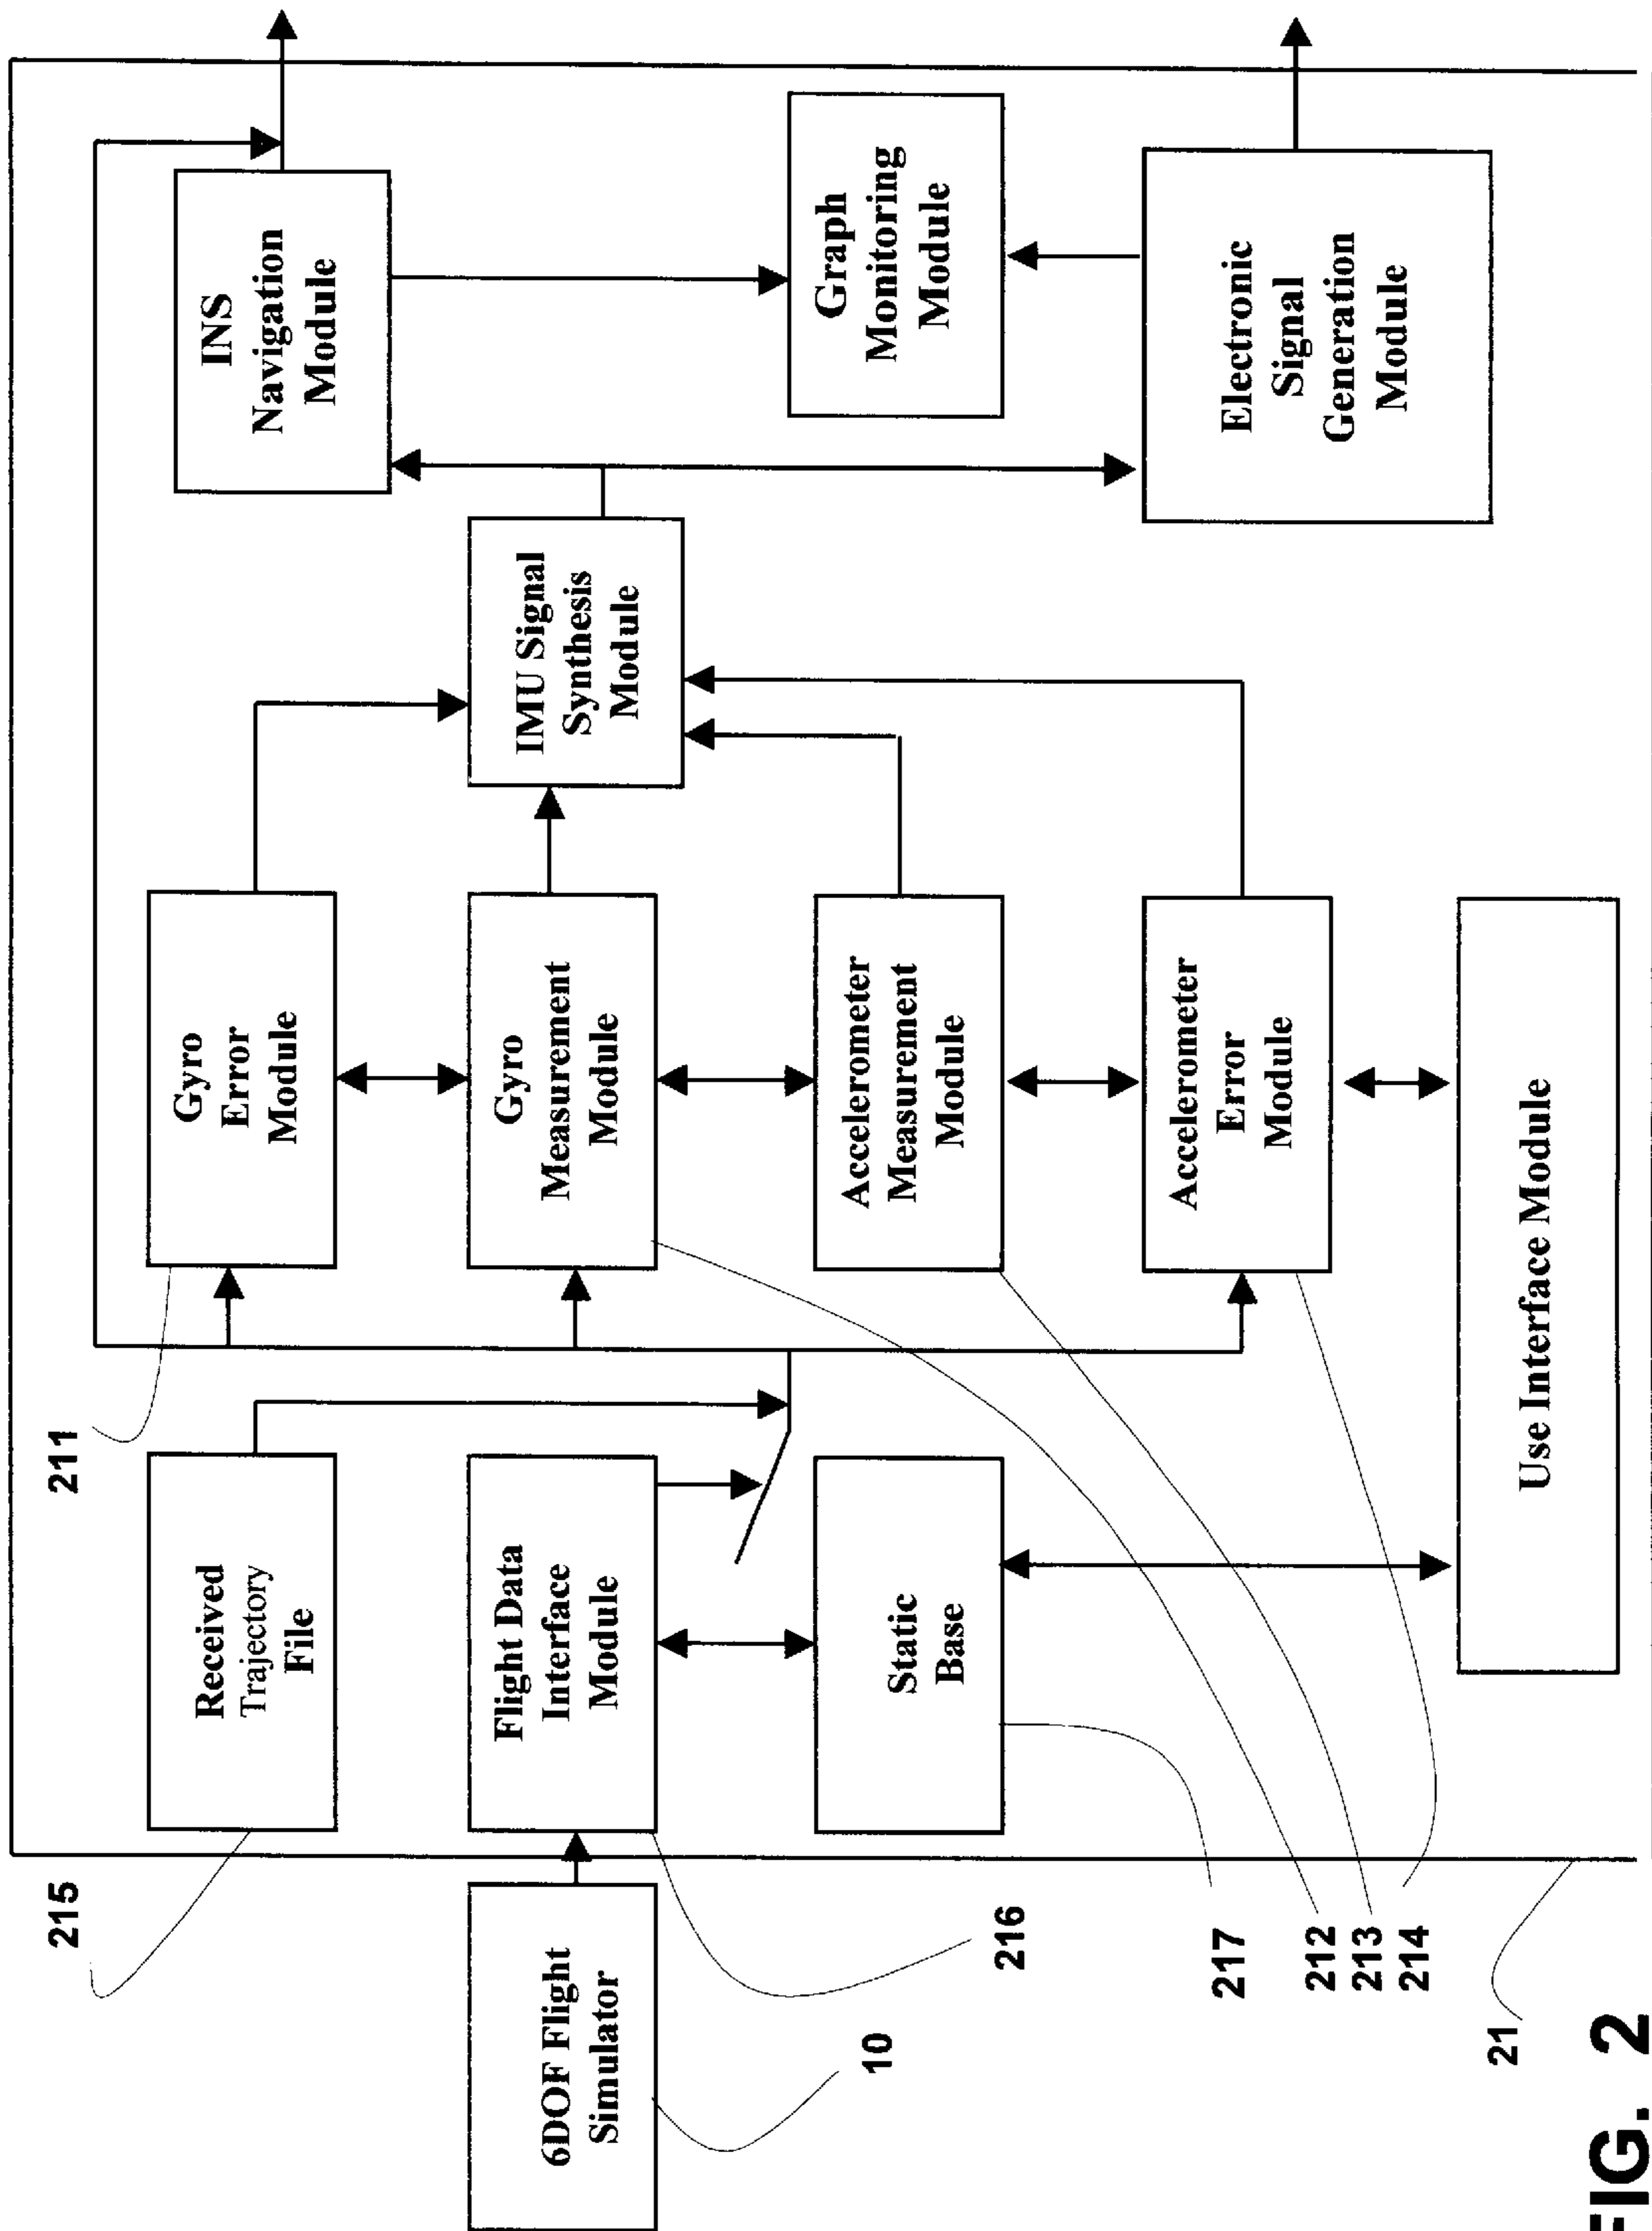 215
211
Received
Trajectory
File
Gyro
Error
Module
INS
Navigation
Module
6DOF Flight
Simulator
Flight Data
Interface
Module
Gyro
Measurement
Module
IMU Signal
Synthesis
Module
10
216
Static
Base
Accelerometer
Measurement
Module
Graph
Monitoring
Module
217
212
213
214
Accelerometer
Error
Module
Electronic
Signal
Generation
Module
21
Use Interface Module
FIG. 2